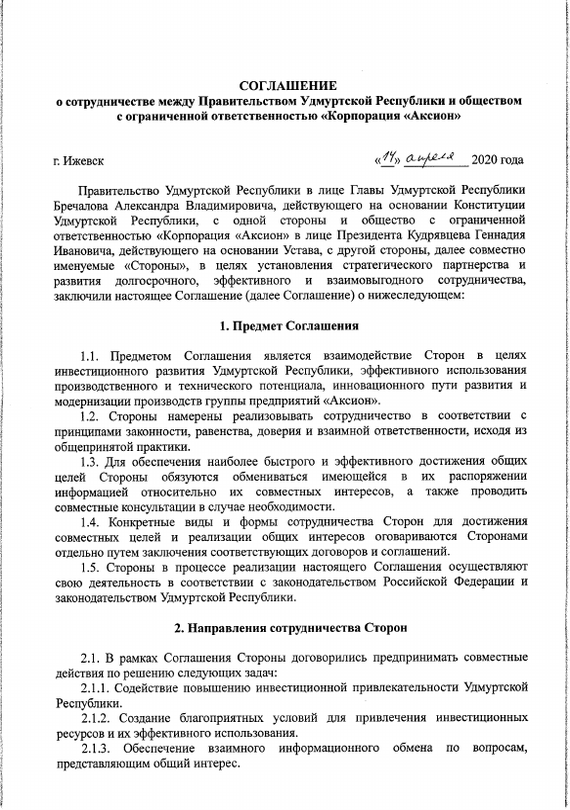 СОГЛАШЕНИЕ
о сотрудничестве между Правительством Удмуртской Республики и обществом
с ограниченной ответственностью «Корпорация «Аксион»
г. Ижевск «14» апреля 2020 года
Правительство Удмуртской Республики в лице Главы Удмуртской Республики
Бречалова Александра Владимировича, действующего на основании Конституции
Удмуртской Республики, с одной стороны и общество с ограниченной
ответственностью «Корпорация «Аксион» в лице Президента Кудрявцева Геннадия
Ивановича, действующего на основании Устава, с другой стороны, далее совместно
именуемые «Стороны», в целях установления стратегического партнерства и
развития долгосрочного, эффективного и взаимовыгодного сотрудничества,
заключили настоящее Соглашение (далее Соглашение) о нижеследующем:
1. Предмет Соглашения
1.1. Предметом Соглашения является взаимодействие Сторон в целях
инвестиционного развития Удмуртской Республики, эффективного использования
производственного и технического потенциала, инновационного пути развития и
модернизации производств группы предприятий «Аксион».
1.2. Стороны намерены реализовывать сотрудничество в соответствии с
принципами законности, равенства, доверия и взаимной ответственности, исходя из
общепринятой практики.
1.3. Для обеспечения наиболее быстрого и эффективного достижения общих
целей Стороны обязуются обмениваться имеющейся в их распоряжении
информацией относительно их совместных интересов, а также проводить
совместные консультации в случае необходимости.
1.4. Конкретные виды и формы сотрудничества Сторон для достижения
совместных целей и реализации общих интересов оговариваются Сторонами
отдельно путем заключения соответствующих договоров и соглашений.
1.5. Стороны в процессе реализации настоящего Соглашения осуществляют
свою деятельность в соответствии с законодательством Российской Федерации и
законодательством Удмуртской Республики.
2. Направления сотрудничества Сторон
2.1. В рамках Соглашения Стороны договорились предпринимать совместные
действия по решению следующих задач:
2.1.1. Содействие повышению инвестиционной привлекательности Удмуртской
Республики.
2.1.2. Создание благоприятных условий для привлечения инвестиционных
ресурсов и их эффективного использования.
2.1.3. Обеспечение взаимного информационного обмена по вопросам,
представляющим общий интерес.